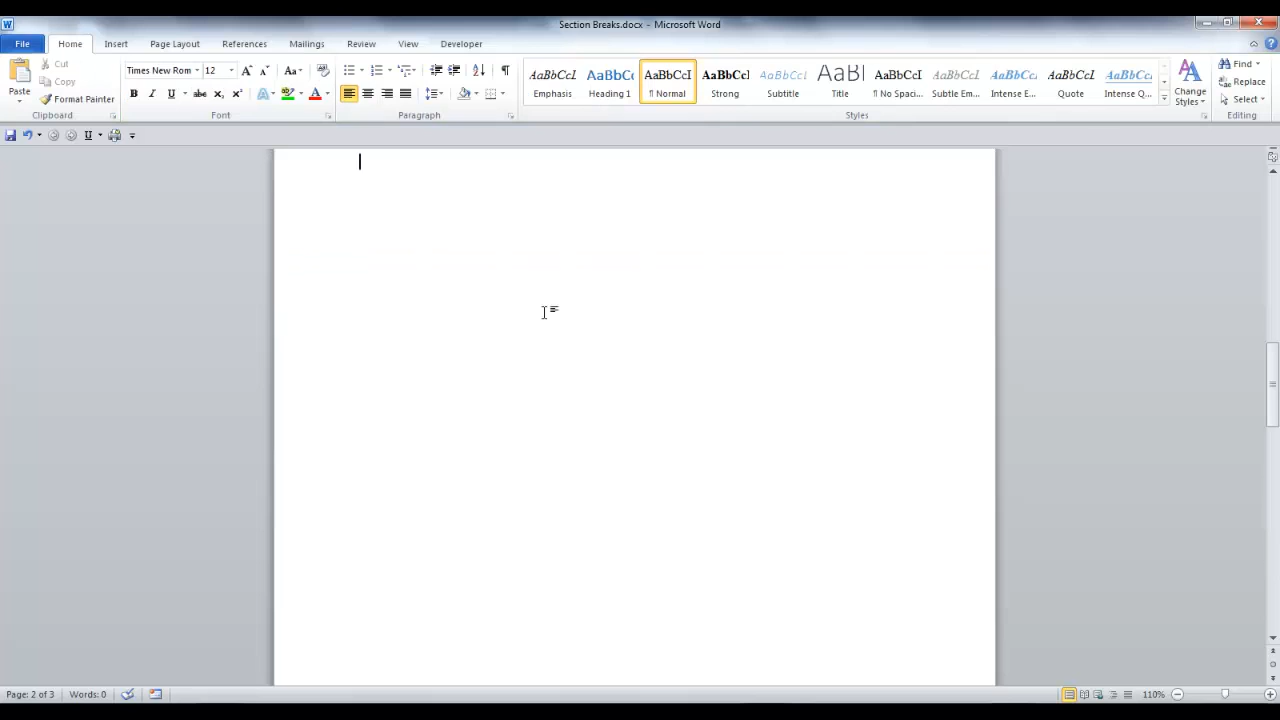 Section Breaks.docx - Microsoft Word
File Home Insert Page Layout References Mailings Review View Developer
Paste
Cut
Copy
Format Painter
Clipboard
Times New Rom 12
Font
Paragraph
AaBbCcI AaBbCc AaBbCcI AaBbCcl AaBbCcI AaBl AaBbCcI AaBbCcI AaBbCcI AaBbCcI AaBbCcI
Emphasis Heading 1 ¶ Normal Strong Subtitle Title ¶ No Spaci... Subtle Em... Intense E... Quote Intense Q...
Change
Styles
Styles
Find
Replace
Select
Editing
Page: 2 of 3 Words: 0
110%